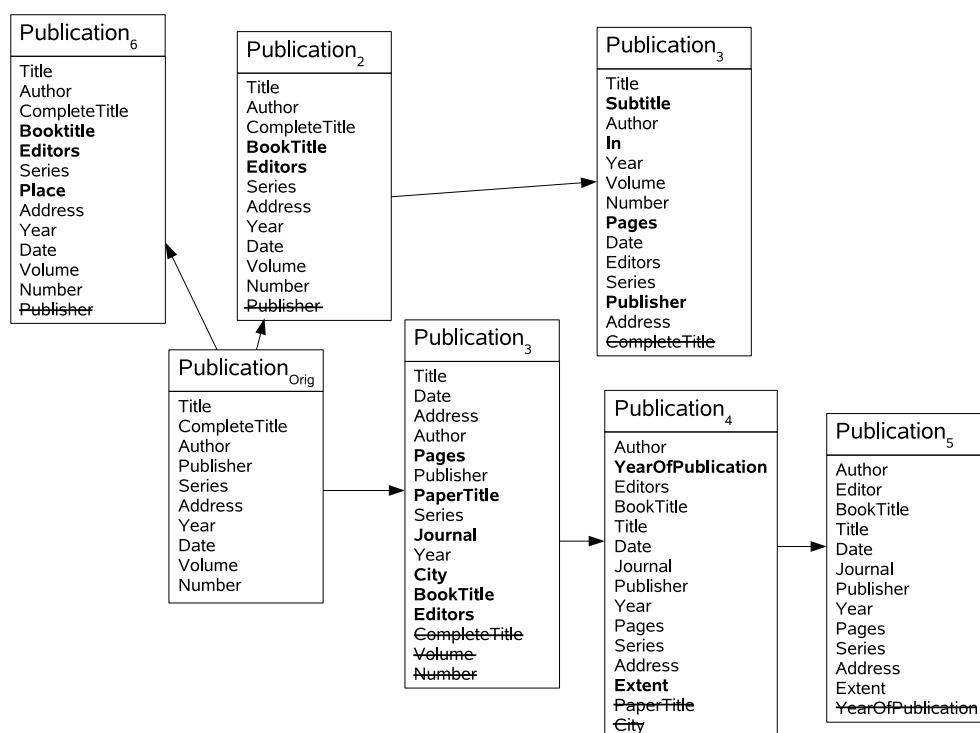 Publication6
Title
Author
CompleteTitle
Booktitle
Editors
Series
Place
Address
Year
Date
Volume
Number
Publisher
Publication2
Title
Author
CompleteTitle
BookTitle
Editors
Series
Address
Year
Date
Volume
Number
Publisher
Publication3
Title
Subtitle
Author
In
Year
Volume
Number
Pages
Date
Editors
Series
Publisher
Address
CompleteTitle
PublicationOrig
Title
CompleteTitle
Author
Publisher
Series
Address
Year
Date
Volume
Number
Publication3
Title
Date
Address
Author
Pages
Publisher
PaperTitle
Series
Journal
Year
City
BookTitle
Editors
CompleteTitle
Volume
Number
Publication4
Author
YearOfPublication
Editors
BookTitle
Title
Date
Journal
Publisher
Year
Pages
Series
Address
Extent
PaperTitle
City
Publication5
Author
Editor
BookTitle
Title
Date
Journal
Publisher
Year
Pages
Series
Address
Extent
YearOfPublication